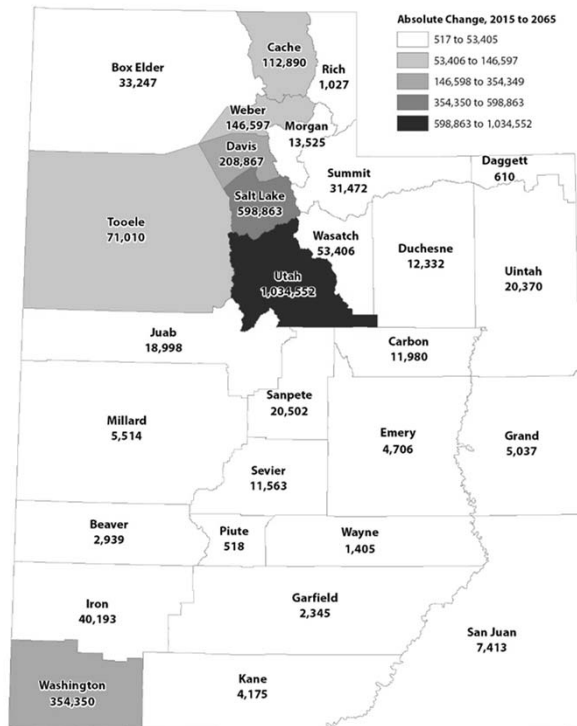 Absolute Change, 2015 to 2065
517 to 53,405
53,406 to 146,597
146,598 to 354,349
354,350 to 598,863
598,863 to 1,034,552
Cache
112,890
Rich
1,027
Box Elder
33,247
Weber
146,597
Morgan
13,525
Davis
208,867
Summit
31,472
Daggett
610
Salt Lake
598,863
Tooele
71,010
Wasatch
53,406
Duchesne
12,332
Uintah
20,370
Utah
1,034,552
Juab
18,998
Carbon
11,980
Sanpete
20,502
Millard
5,514
Emery
4,706
Grand
5,037
Sevier
11,563
Beaver
2,939
Piute
518
Wayne
1,405
Iron
40,193
Garfield
2,345
San Juan
7,413
Washington
354,350
Kane
4,175